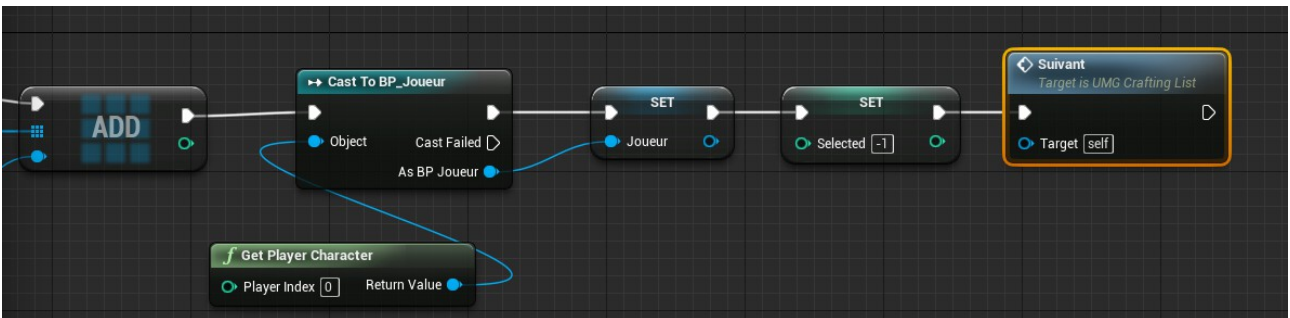 ADD
Cast To BP_Joueur
Object
Cast Failed
As BP Joueur
SET
Joueur
SET
Selected -1
Suivant
Target is UMG Crafting List
Target self
f Get Player Character
Player Index 0 Return Value